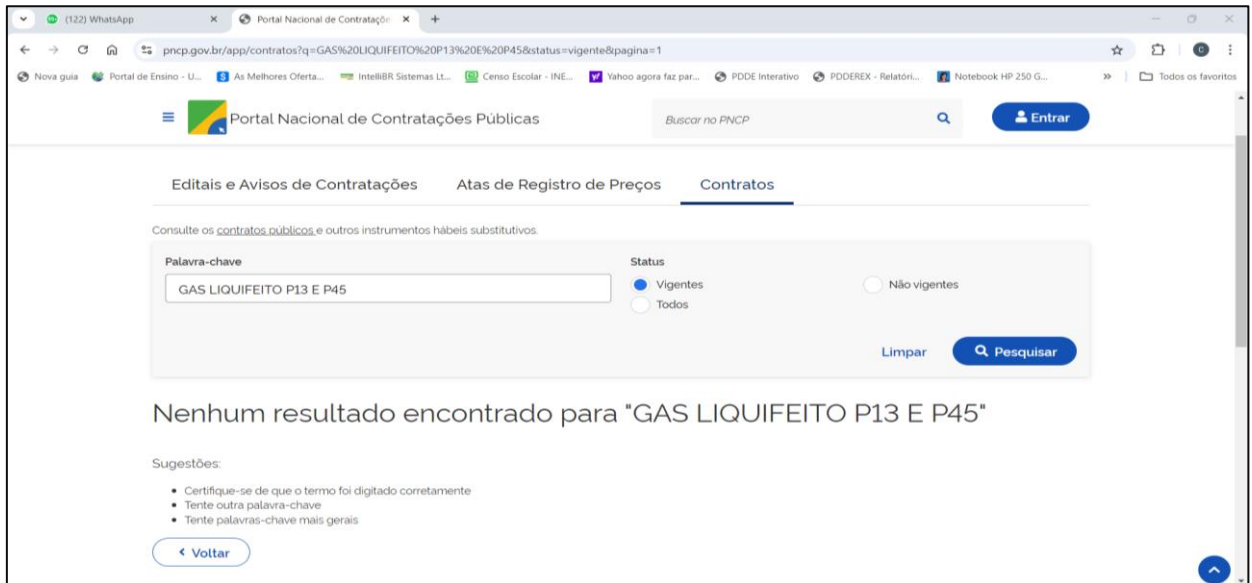 (122) WhatsApp
Portal Nacional de Contrataçõe
pncp.gov.br/app/contratos?q=GAS%20LIQUIFEITO%20P13%20E%20P45&status=vigente&pagina=1
C
Nova guia Portal de Ensino - U... As Melhores Oferta... IntelliBR Sistemas Lt... Censo Escolar - INE... Yahoo agora faz par... PDDE Interativo PDDEREX - Relatóri... Notebook HP 250 G... » Todos os favoritos
Portal Nacional de Contratações Públicas Buscar no PNCP Entrar
Editais e Avisos de Contratações Atas de Registro de Preços Contratos
Consulte os contratos públicos e outros instrumentos hábeis substitutivos.
Palavra-chave Status
GAS LIQUIFEITO P13 E P45 Vigentes Não vigentes
Todos
Limpar Pesquisar
Nenhum resultado encontrado para "GAS LIQUIFEITO P13 E P45"
Sugestões:
• Certifique-se de que o termo foi digitado corretamente
• Tente outra palavra-chave
• Tente palavras-chave mais gerais
Voltar